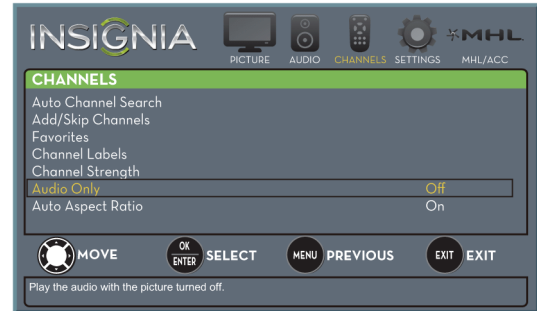 INSIGNIA
PICTURE AUDIO CHANNELS SETTINGS MHL MHL/ACC
CHANNELS
Auto Channel Search
Add/Skip Channels
Favorites
Channel Labels
Channel Strength
Audio Only Off
Auto Aspect Ratio On
MOVE OK ENTER SELECT MENU PREVIOUS EXIT EXIT
Play the audio with the picture turned off.